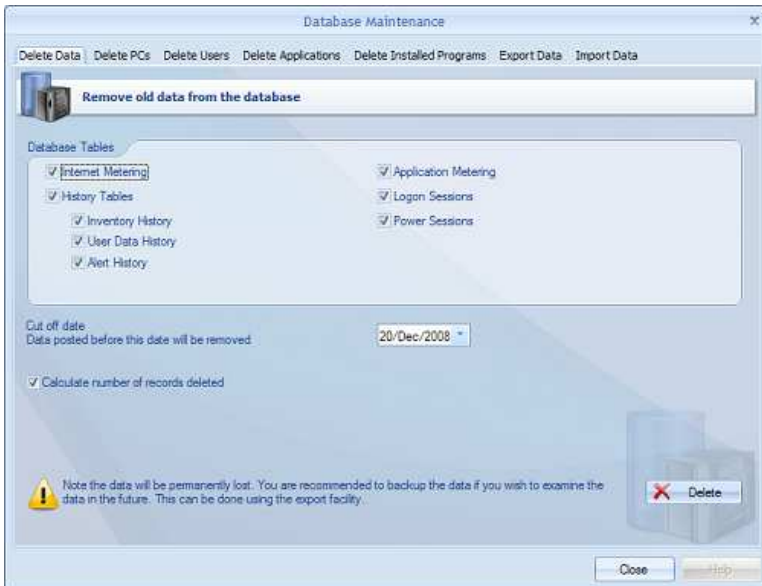 Database Maintenance
Delete Data Delete PCs Delete Users Delete Applications Delete Installed Programs Export Data Import Data
Remove old data from the database
Database Tables
Internet Metering
Application Metering
History Tables
Logon Sessions
Inventory History
Power Sessions
User Data History
Alert History
Cut off date
Data posted before this date will be removed
20/Dec/2008
Calculate number of records deleted
Note the data will be permanently lost. You are recommended to backup the data if you wish to examine the
data in the future. This can be done using the export facility.
Delete
Close Help